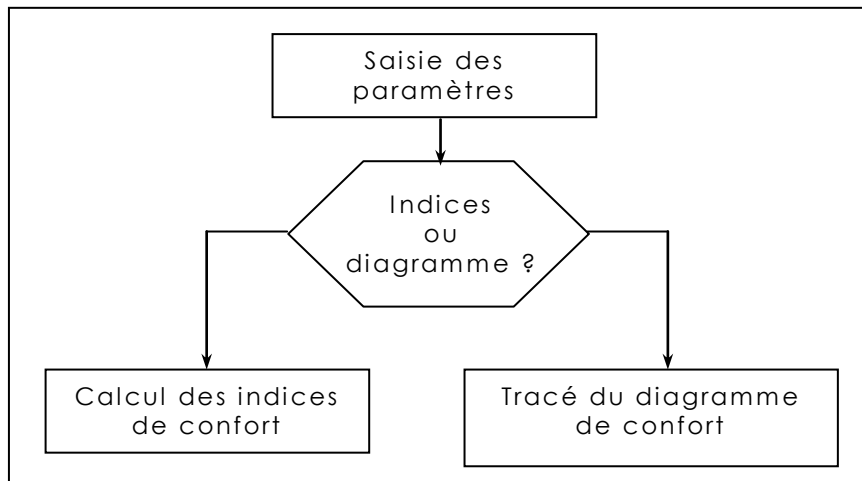 Saisie des
paramètres
Indices
ou
diagramme ?
Calcul des indices
de confort
Tracé du diagramme
de confort